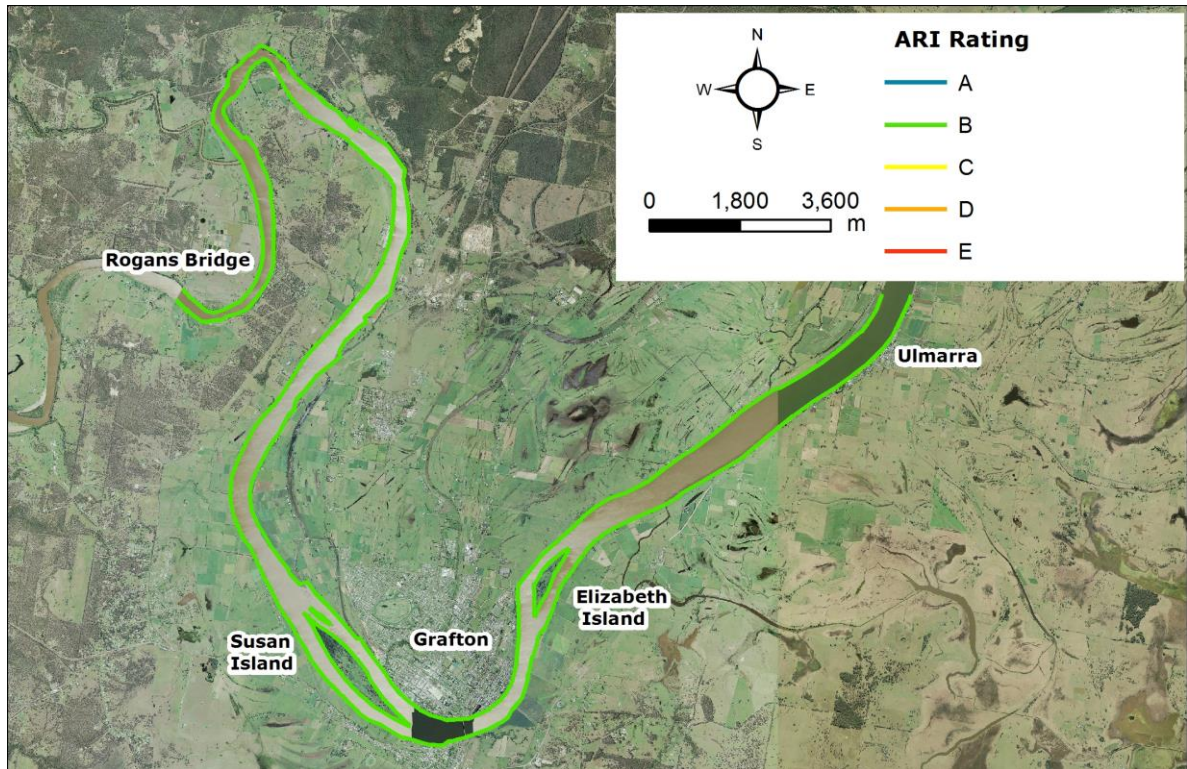 ARI Rating
N
W
E
S
A
B
C
D
E
0 1,800 3,600
m
Rogans Bridge
Ulmarra
Elizabeth
Island
Grafton
Susan
Island